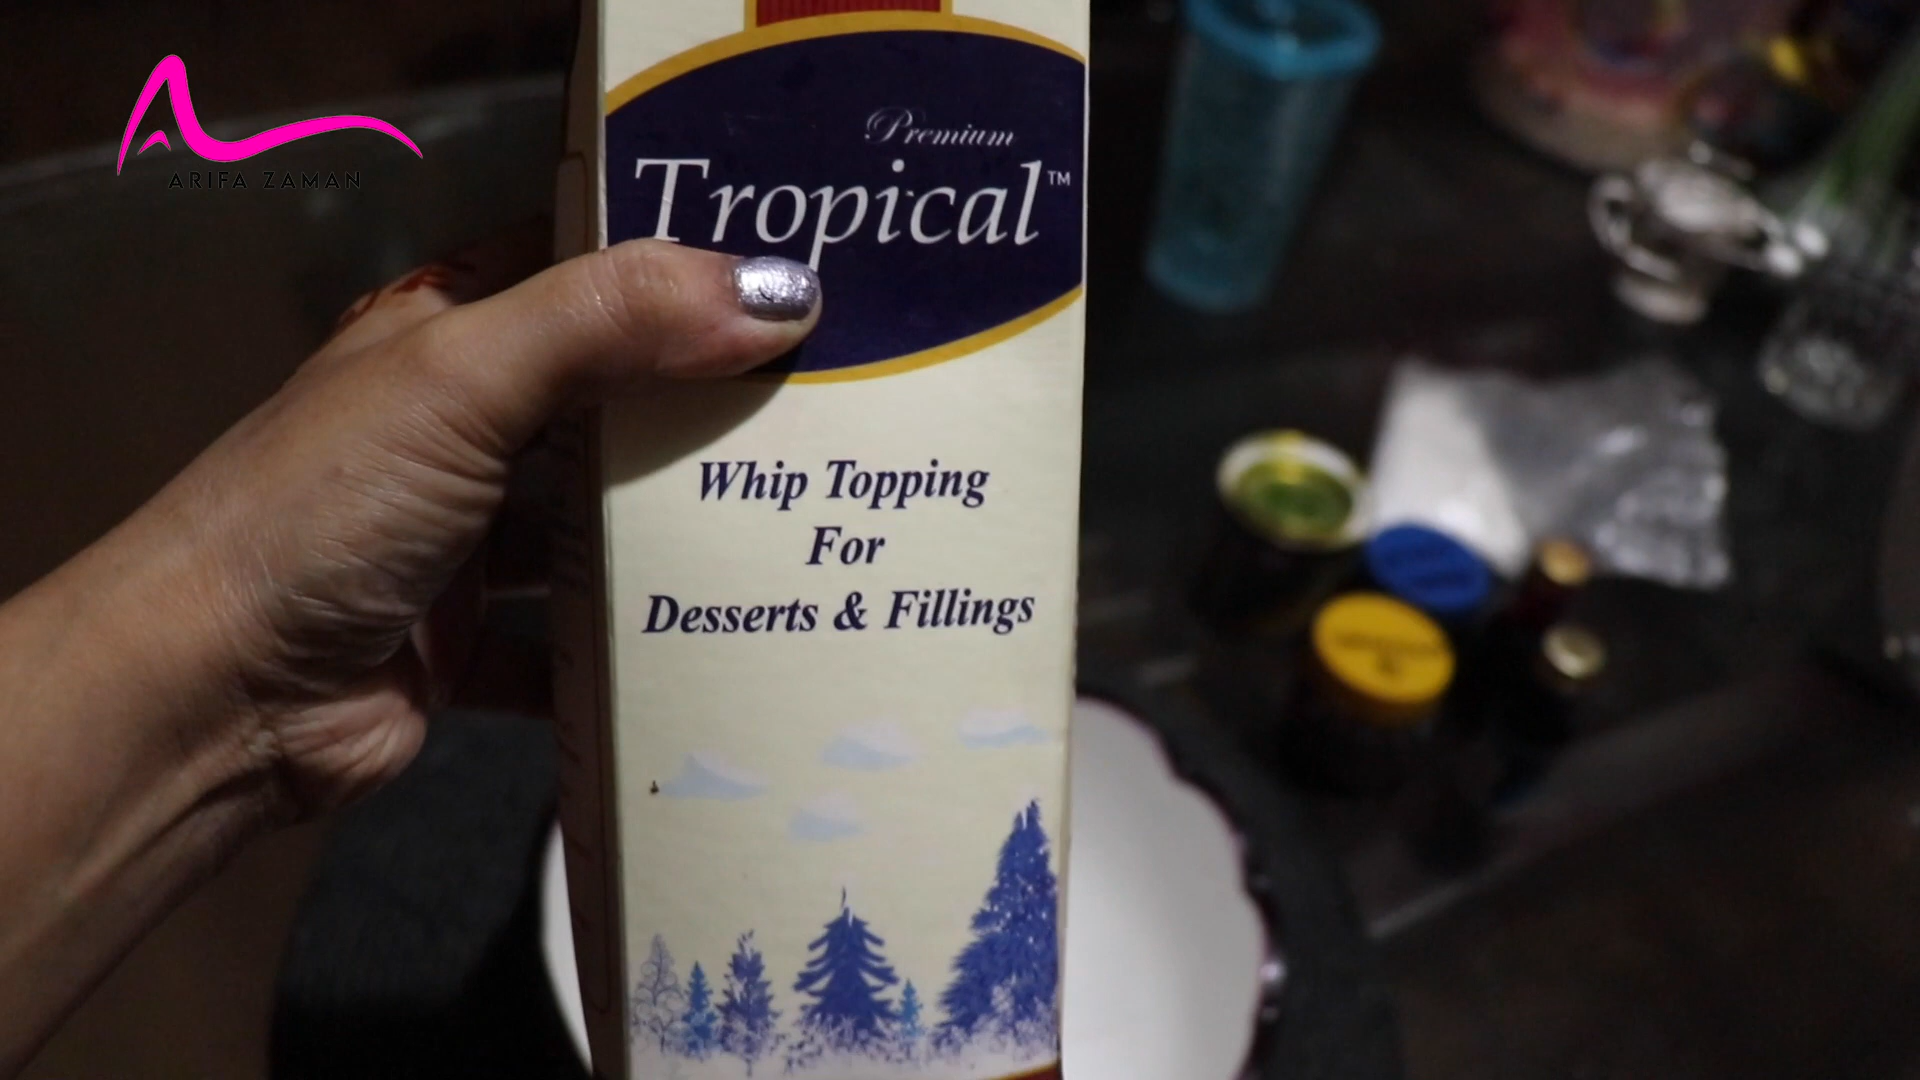 ARIFA ZAMAN
Premium
Tropical™
Whip Topping
For
Desserts & Fillings